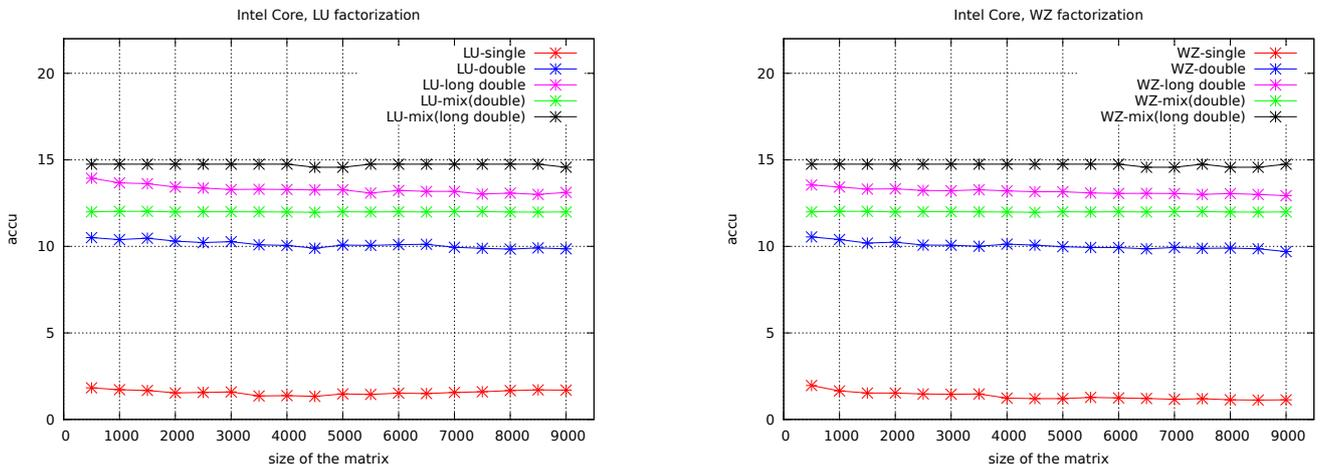 Intel Core, LU factorization
LU-single
LU-double
LU-long double
LU-mix(double)
LU-mix(long double)
20
15
10
5
0
accu
0 1000 2000 3000 4000 5000 6000 7000 8000 9000
size of the matrix
Intel Core, WZ factorization
WZ-single
WZ-double
WZ-long double
WZ-mix(double)
WZ-mix(long double)
20
15
10
5
0
accu
0 1000 2000 3000 4000 5000 6000 7000 8000 9000
size of the matrix